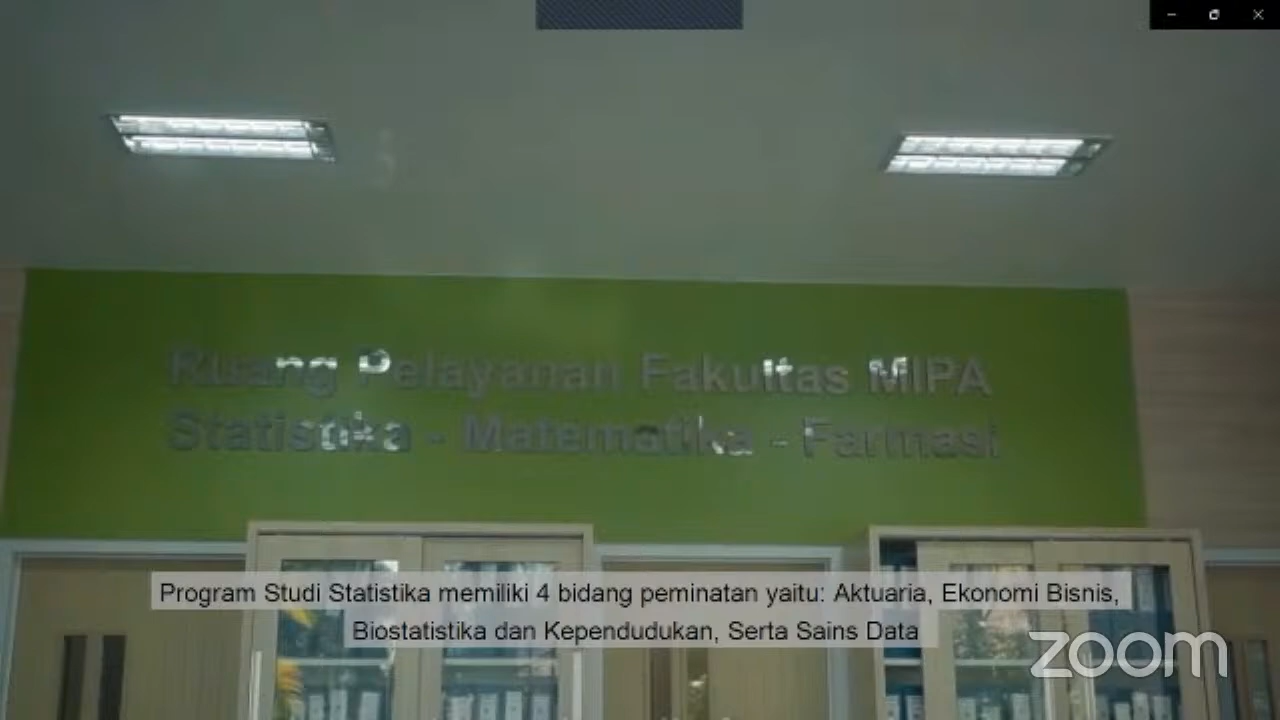 Ruang Pelayanan Fakultas MIPA
Statistika - Matematika - Farmasi
Program Studi Statistika memiliki 4 bidang peminatan yaitu: Aktuaria, Ekonomi Bisnis,
Biostatistika dan Kependudukan, Serta Sains Data
zoom